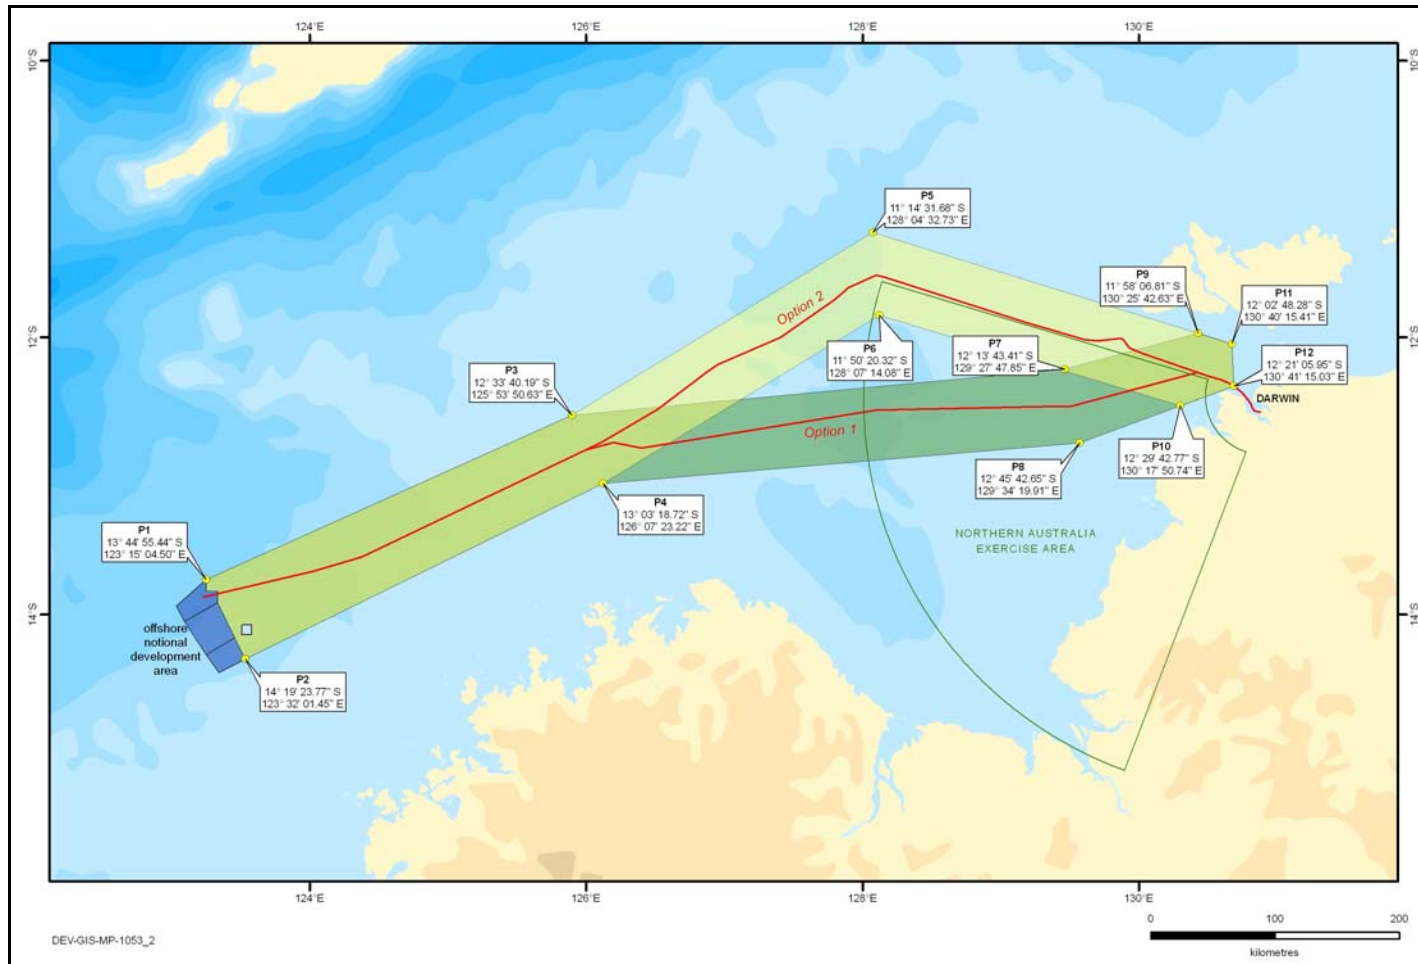 124°E
126°E
128°E
130°E
10°S
10°S
P5
11° 14' 31.68" S
128° 04' 32.73" E
P9
11° 58' 06.81" S
130° 25' 42.63" E
P11
12° 02' 48.28" S
130° 40' 15.41" E
Option 2
12°S
12°S
P6
11° 50' 20.32" S
128° 07' 14.08" E
P7
12° 13' 43.41" S
129° 27' 47.85" E
P12
12° 21' 05.95" S
130° 41' 15.03" E
DARWIN
P3
12° 33' 40.19" S
125° 53' 50.63" E
Option 1
P8
12° 45' 42.65" S
129° 34' 19.91" E
P10
12° 29' 42.77" S
130° 17' 50.74" E
P4
13° 03' 18.72" S
126° 07' 23.22" E
P1
13° 44' 55.44" S
123° 15' 04.50" E
NORTHERN AUSTRALIA
EXERCISE AREA
14°S
14°S
offshore
notional
development
area
P2
14° 19' 23.77" S
123° 32' 01.45" E
124°E
126°E
128°E
130°E
0
100
200
kilometres
DEV-GIS-MP-1053_2